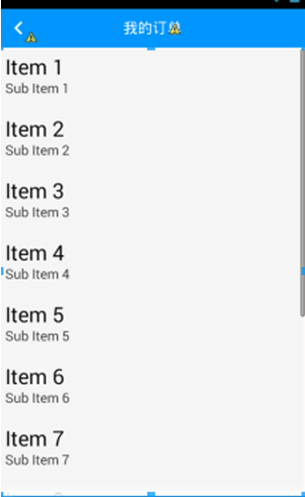 我的订单
Item 1
Sub Item 1
Item 2
Sub Item 2
Item 3
Sub Item 3
Item 4
Sub Item 4
Item 5
Sub Item 5
Item 6
Sub Item 6
Item 7
Sub Item 7